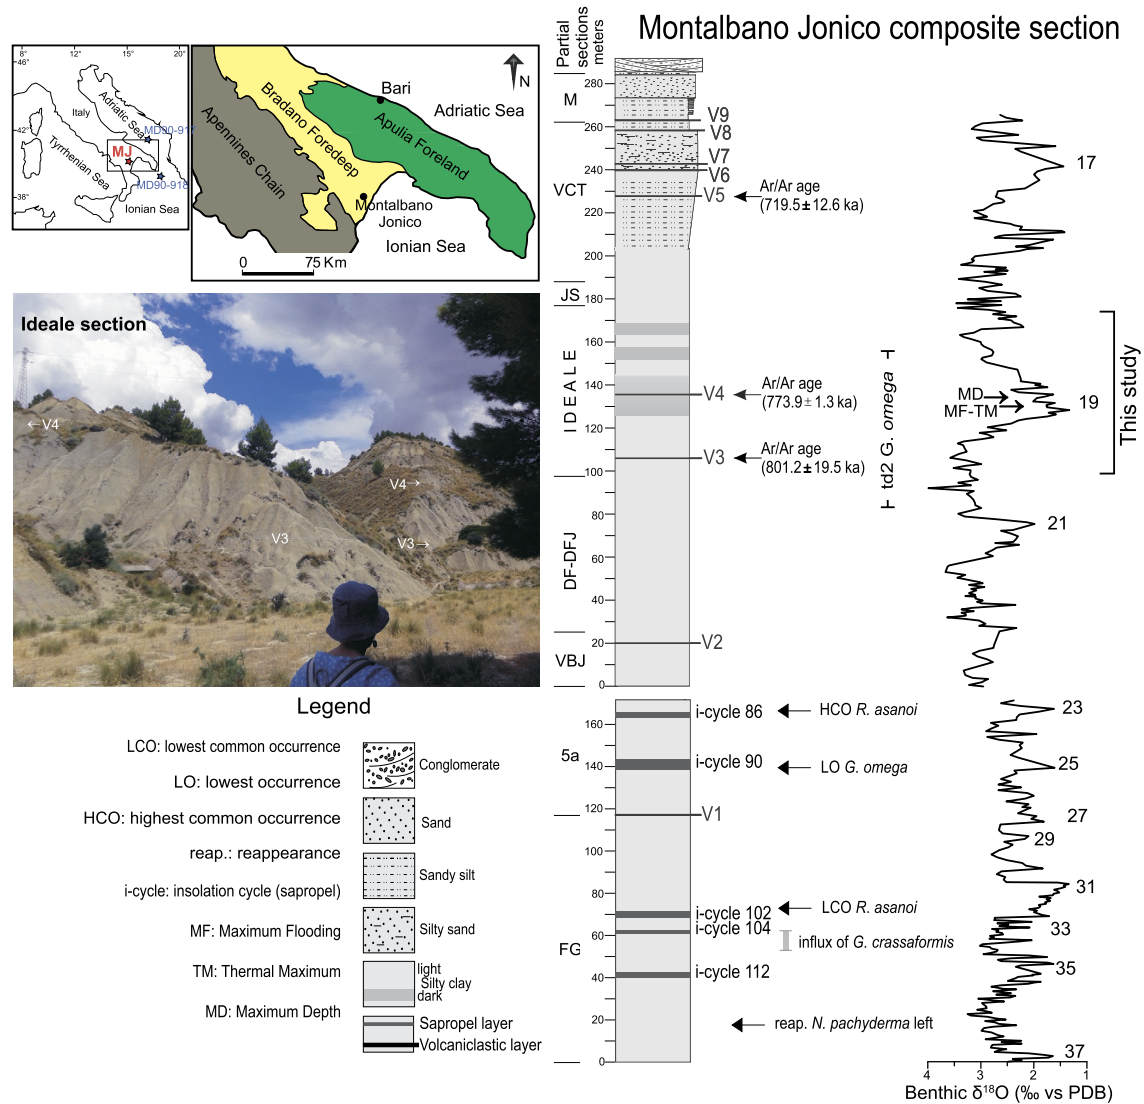 Montalbano Jonico composite section
8°
12°
15°
20°
46°
42°
38°
Italy
Adriatic Sea
MD90-917
MJ
Tyrrhenian Sea
MD90-918
Ionian Sea
N
Bari
Adriatic Sea
Bradano Foredeep
Apulia Foreland
Apennines Chain
Montalbano
Jonico
Ionian Sea
0 75 Km
Ideale section
←V4
V4→
V3
V3→
Legend
LCO: lowest common occurrence
LO: lowest occurrence
HCO: highest common occurrence
reap.: reappearance
i-cycle: insolation cycle (sapropel)
MF: Maximum Flooding
TM: Thermal Maximum
MD: Maximum Depth
Conglomerate
Sand
Sandy silt
Silty sand
light
Silty clay
dark
Sapropel layer
Volcaniclastic layer
Partial
sections
meters
M
VCT
JS
IDEALE
DF-DFJ
VBJ
5a
FG
280
260
240
220
200
180
160
140
120
100
80
60
40
20
0
160
140
120
100
80
60
40
20
0
V9
V8
V7
V6
V5
V4
V3
V2
V1
Ar/Ar age
(719.5±12.6 ka)
Ar/Ar age
(773.9±1.3 ka)
Ar/Ar age
(801.2±19.5 ka)
td2 G. omega
MD
MF-TM
This study
i-cycle 86
HCO R. asanoi
i-cycle 90
LO G. omega
i-cycle 102
LCO R. asanoi
i-cycle 104
influx of G. crassaformis
i-cycle 112
reap. N. pachyderma left
17
19
21
23
25
27
29
31
33
35
37
4 3 2 1
Benthic δ18O (‰ vs PDB)